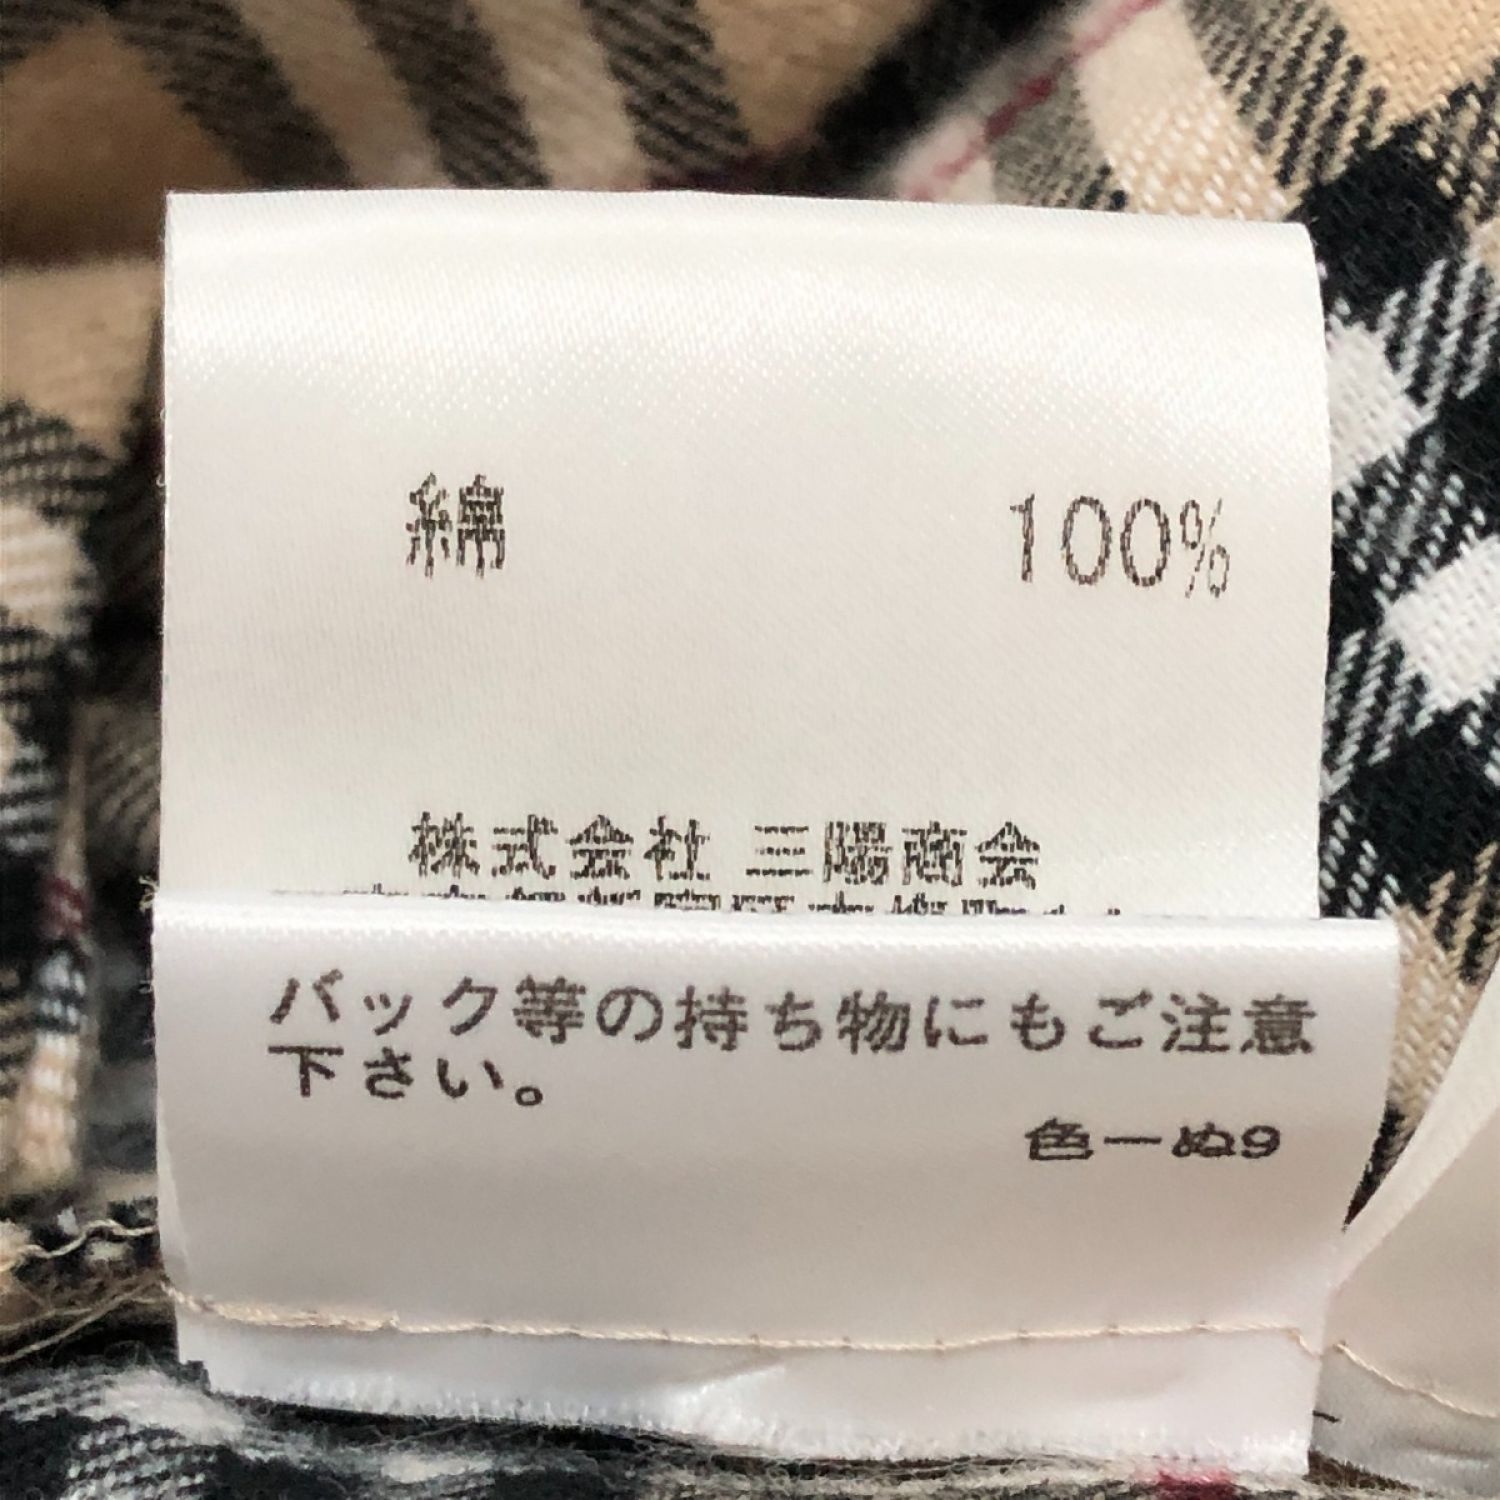 綿 100%
株式会社 三陽商会
バック等の持ち物にもご注意
下さい。
色ーぬ9